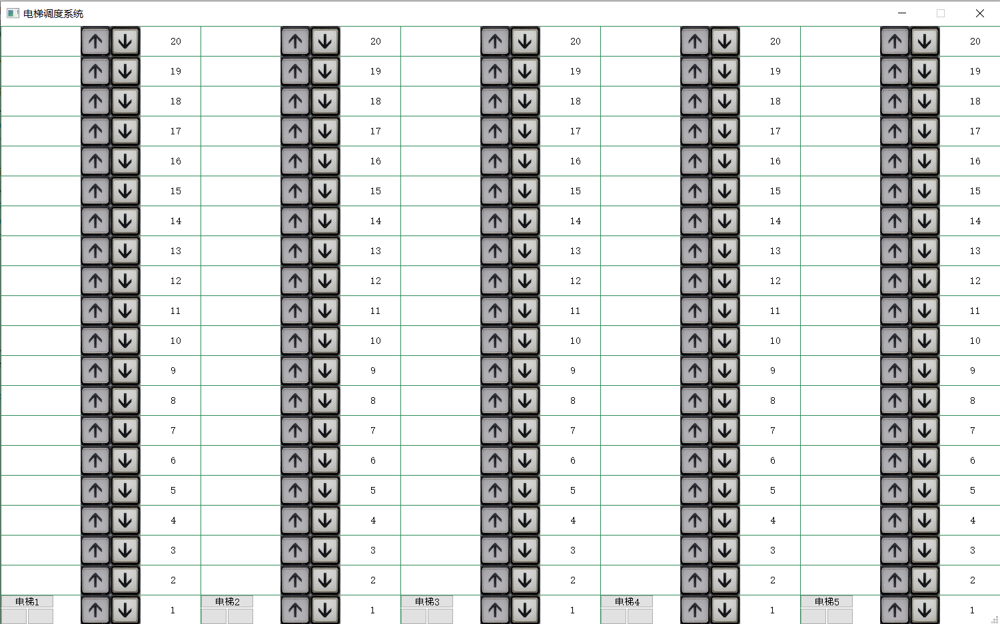 电梯调度系统
20 20 20 20 20
19 19 19 19 19
18 18 18 18 18
17 17 17 17 17
16 16 16 16 16
15 15 15 15 15
14 14 14 14 14
13 13 13 13 13
12 12 12 12 12
11 11 11 11 11
10 10 10 10 10
9 9 9 9 9
8 8 8 8 8
7 7 7 7 7
6 6 6 6 6
5 5 5 5 5
4 4 4 4 4
3 3 3 3 3
2 2 2 2 2
电梯1 电梯2 电梯3 电梯4 电梯5
1 1 1 1 1